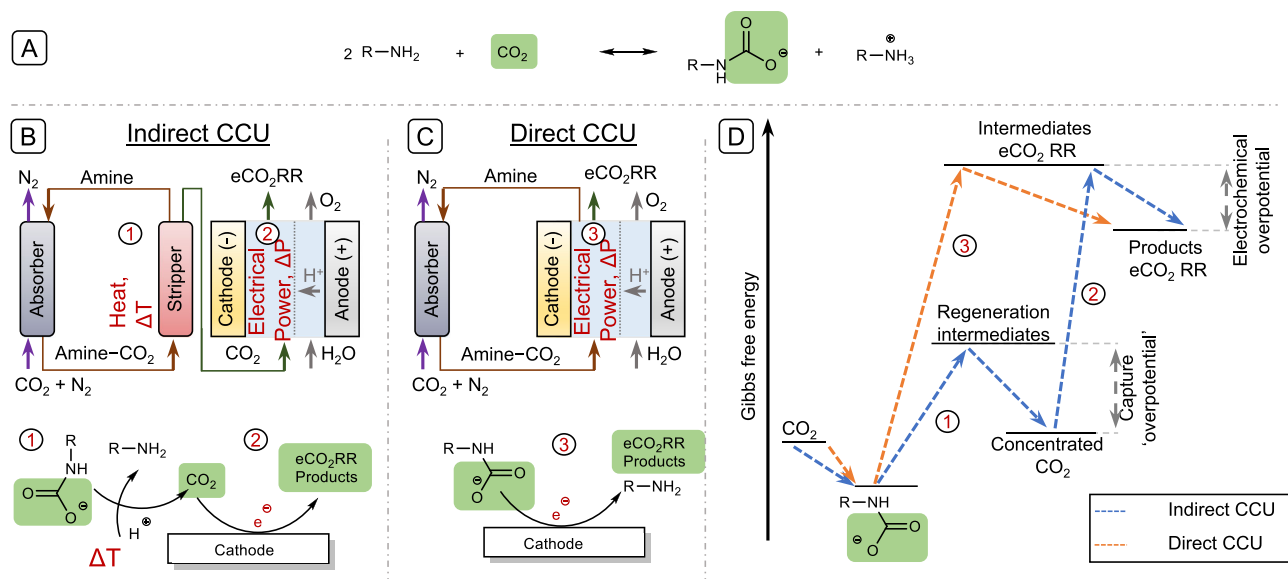 A
2 R−NH2 + CO2 R−N H O O ⊖ + R−NH3 ⊕
B
Indirect CCU
N2
Amine
eCO2RR
O2
1
2
Absorber
Heat, ΔT
Stripper
Cathode (-)
Electrical Power, ΔP
H+
Anode (+)
Amine−CO2
CO2
H2O
CO2 + N2
1
R
NH
O
O
⊖
R−NH2
H
⊕
ΔT
CO2
2
e⊖
eCO2RR
Products
Cathode
C
Direct CCU
N2
Amine
eCO2RR
O2
3
Absorber
Cathode (-)
Electrical Power, ΔP
H+
Anode (+)
Amine−CO2
H2O
CO2 + N2
R−NH
O
⊖
O
3
e⊖
eCO2RR
Products
R−NH2
Cathode
D
Gibbs free energy
Intermediates
eCO2 RR
Electrochemical
overpotential
3
Products
eCO2 RR
2
Regeneration
intermediates
Capture
‘overpotential’
1
CO2
Concentrated
CO2
R−NH
O
⊖
O
Indirect CCU
Direct CCU